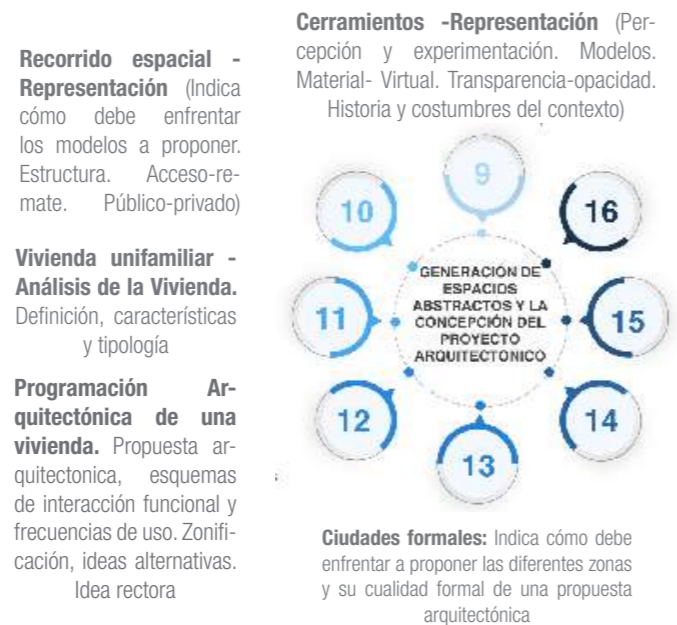 Cerramientos -Representación (Per-
cepción y experimentación. Modelos.
Material- Virtual. Transparencia-opacidad.
Historia y costumbres del contexto)
Recorrido espacial -
Representación (Indica
cómo debe enfrentar
los modelos a proponer.
Estructura. Acceso-re-
mate. Público-privado)
Vivienda unifamiliar -
Análisis de la Vivienda.
Definición, características
y tipología
Programación Ar-
quitectónica de una
vivienda. Propuesta ar-
quitectonica, esquemas
de interacción funcional y
frecuencias de uso. Zonifi-
cación, ideas alternativas.
Idea rectora
9
10
16
11
15
12
14
13
GENERACIÓN DE
ESPACIOS
ABSTRACTOS Y LA
CONCEPCIÓN DEL
PROYECTO
ARQUITECTONICO
Ciudades formales: Indica cómo debe
enfrentar a proponer las diferentes zonas
y su cualidad formal de una propuesta
arquitectónica